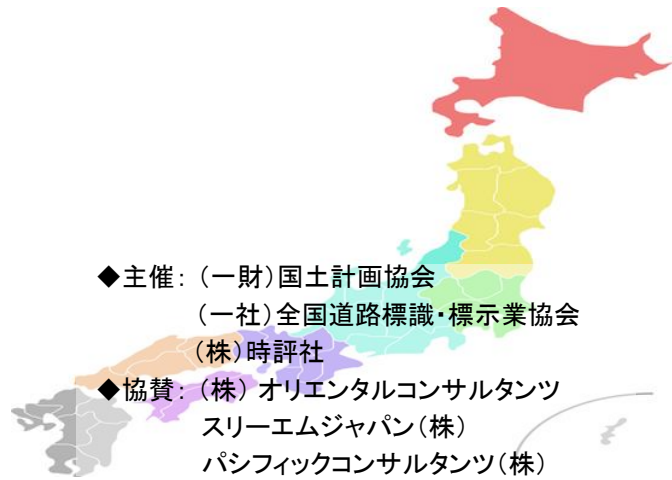 ◆主催：（一財）国土計画協会
（一社）全国道路標識・標示業協会
（株）時評社
◆協賛：（株） オリエンタルコンサルタンツ
スリーエムジャパン（株）
パシフィックコンサルタンツ（株）